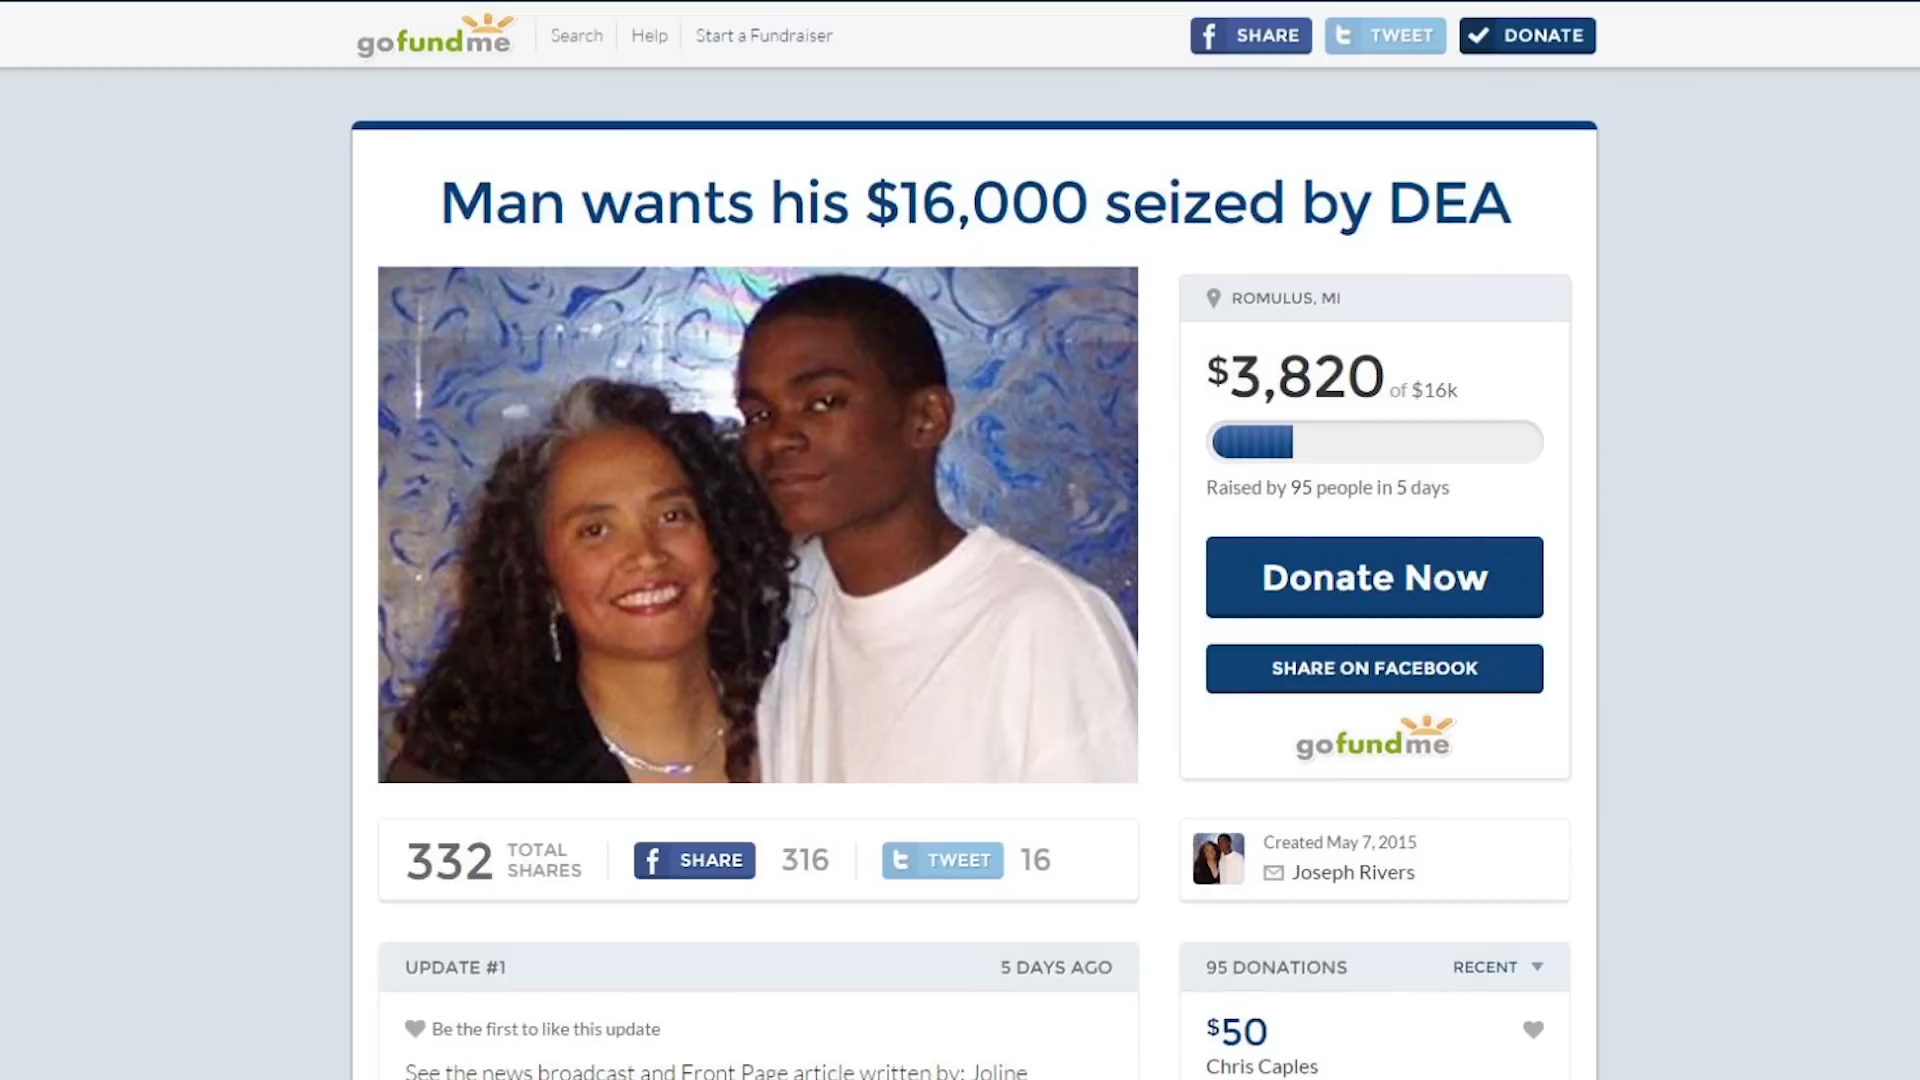 gofundme Search Help Start a Fundraiser SHARE TWEET DONATE
Man wants his $16,000 seized by DEA
ROMULUS, MI
$3,820 of $16k
Raised by 95 people in 5 days
Donate Now
SHARE ON FACEBOOK
gofundme
332 TOTAL SHARES SHARE 316 TWEET 16
Created May 7, 2015
Joseph Rivers
UPDATE #1 5 DAYS AGO
Be the first to like this update
See the news broadcast and Front Page article written by: Joline
95 DONATIONS RECENT
$50
Chris Caples